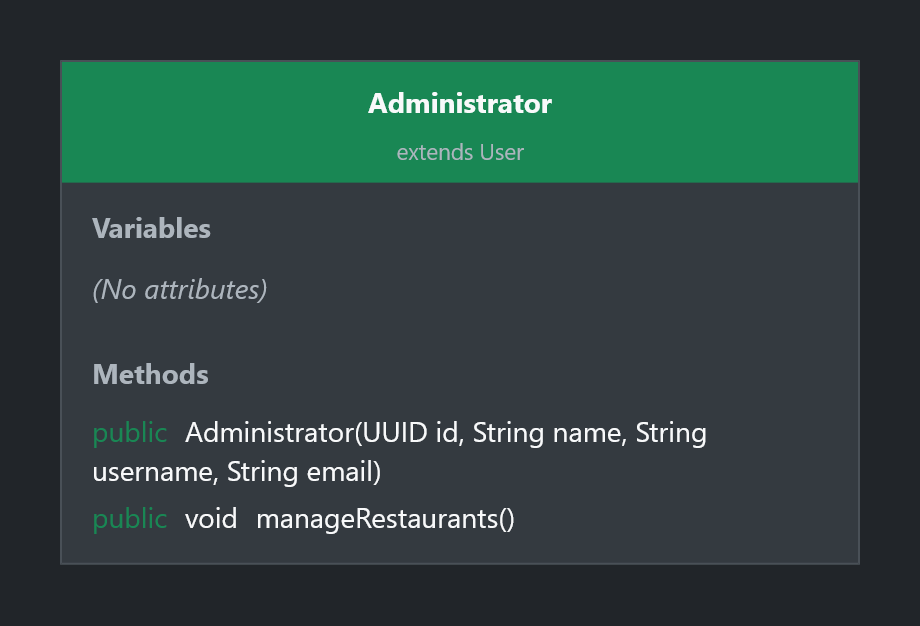 Administrator
extends User
Variables
(No attributes)
Methods
public Administrator(UUID id, String name, String
username, String email)
public void manageRestaurants()